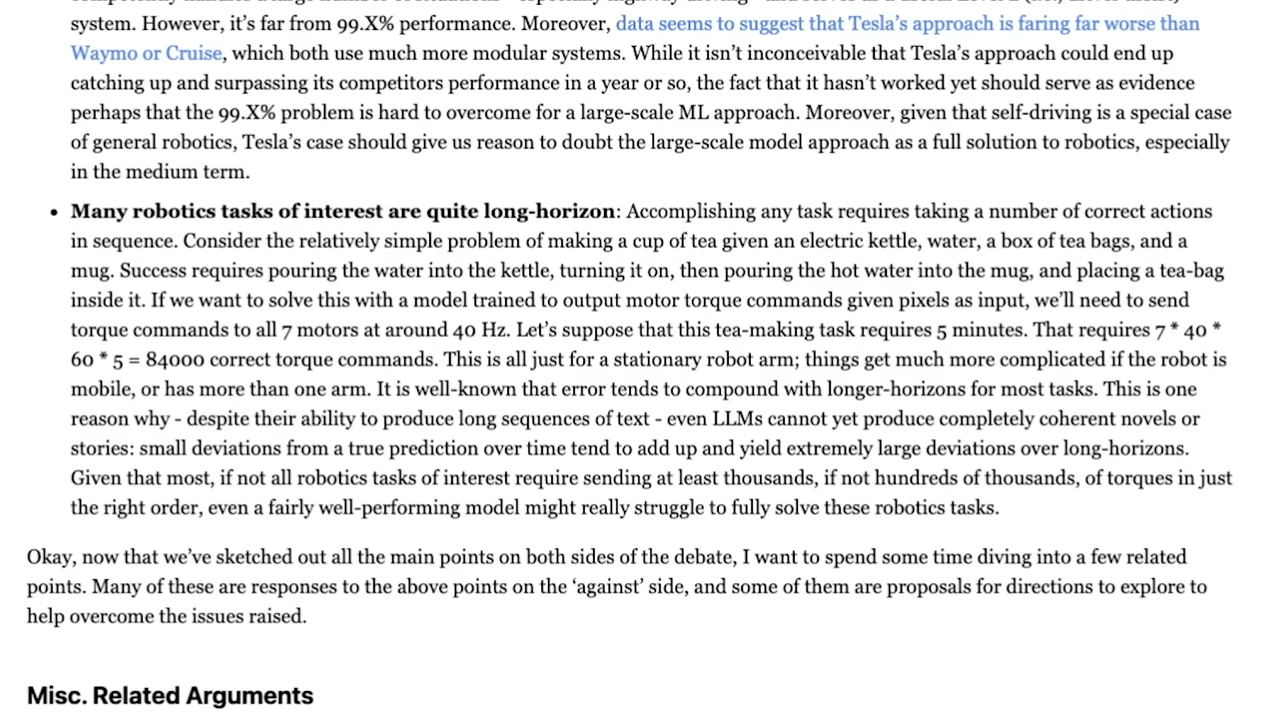 system. However, it’s far from 99.X% performance. Moreover, data seems to suggest that Tesla’s approach is faring far worse than
Waymo or Cruise, which both use much more modular systems. While it isn’t inconceivable that Tesla’s approach could end up
catching up and surpassing its competitors performance in a year or so, the fact that it hasn’t worked yet should serve as evidence
perhaps that the 99.X% problem is hard to overcome for a large-scale ML approach. Moreover, given that self-driving is a special case
of general robotics, Tesla’s case should give us reason to doubt the large-scale model approach as a full solution to robotics, especially
in the medium term.
• Many robotics tasks of interest are quite long-horizon: Accomplishing any task requires taking a number of correct actions
in sequence. Consider the relatively simple problem of making a cup of tea given an electric kettle, water, a box of tea bags, and a
mug. Success requires pouring the water into the kettle, turning it on, then pouring the hot water into the mug, and placing a tea-bag
inside it. If we want to solve this with a model trained to output motor torque commands given pixels as input, we’ll need to send
torque commands to all 7 motors at around 40 Hz. Let’s suppose that this tea-making task requires 5 minutes. That requires 7 * 40 *
60 * 5 = 84000 correct torque commands. This is all just for a stationary robot arm; things get much more complicated if the robot is
mobile, or has more than one arm. It is well-known that error tends to compound with longer-horizons for most tasks. This is one
reason why - despite their ability to produce long sequences of text - even LLMs cannot yet produce completely coherent novels or
stories: small deviations from a true prediction over time tend to add up and yield extremely large deviations over long-horizons.
Given that most, if not all robotics tasks of interest require sending at least thousands, if not hundreds of thousands, of torques in just
the right order, even a fairly well-performing model might really struggle to fully solve these robotics tasks.
Okay, now that we’ve sketched out all the main points on both sides of the debate, I want to spend some time diving into a few related
points. Many of these are responses to the above points on the ‘against’ side, and some of them are proposals for directions to explore to
help overcome the issues raised.
Misc. Related Arguments